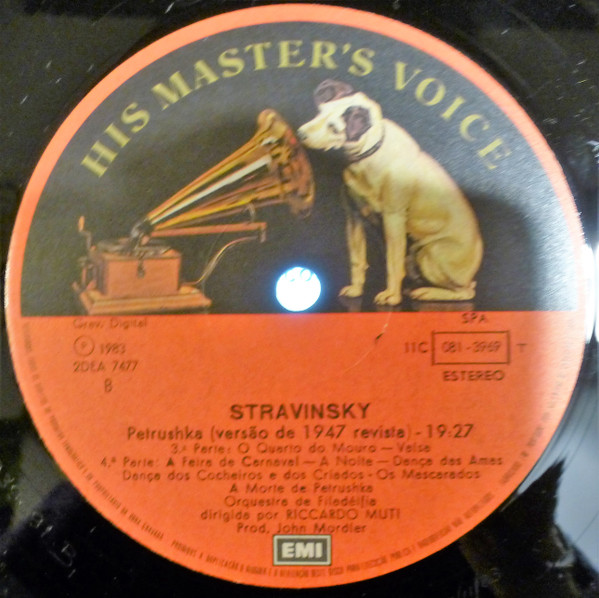 HIS MASTER'S VOICE
Grav. Digital
SPA
℗ 1983
11C 081-3969 T
2DLA 7477
ESTEREO
B
STRAVINSKY
Petrushka (versão de 1947 revista) - 19:27
3.ª Parte: O Quarto do Mouro — Valsa
4.ª Parte: A Feira de Carnaval — A Noite — Dança das Amas
Dança dos Cocheiros e dos Criados - Os Mascarados
A Morte de Petrushka
Orquestra de Filadélfia
dirigida por RICCARDO MUTI
Prod. John Mordler
EMI